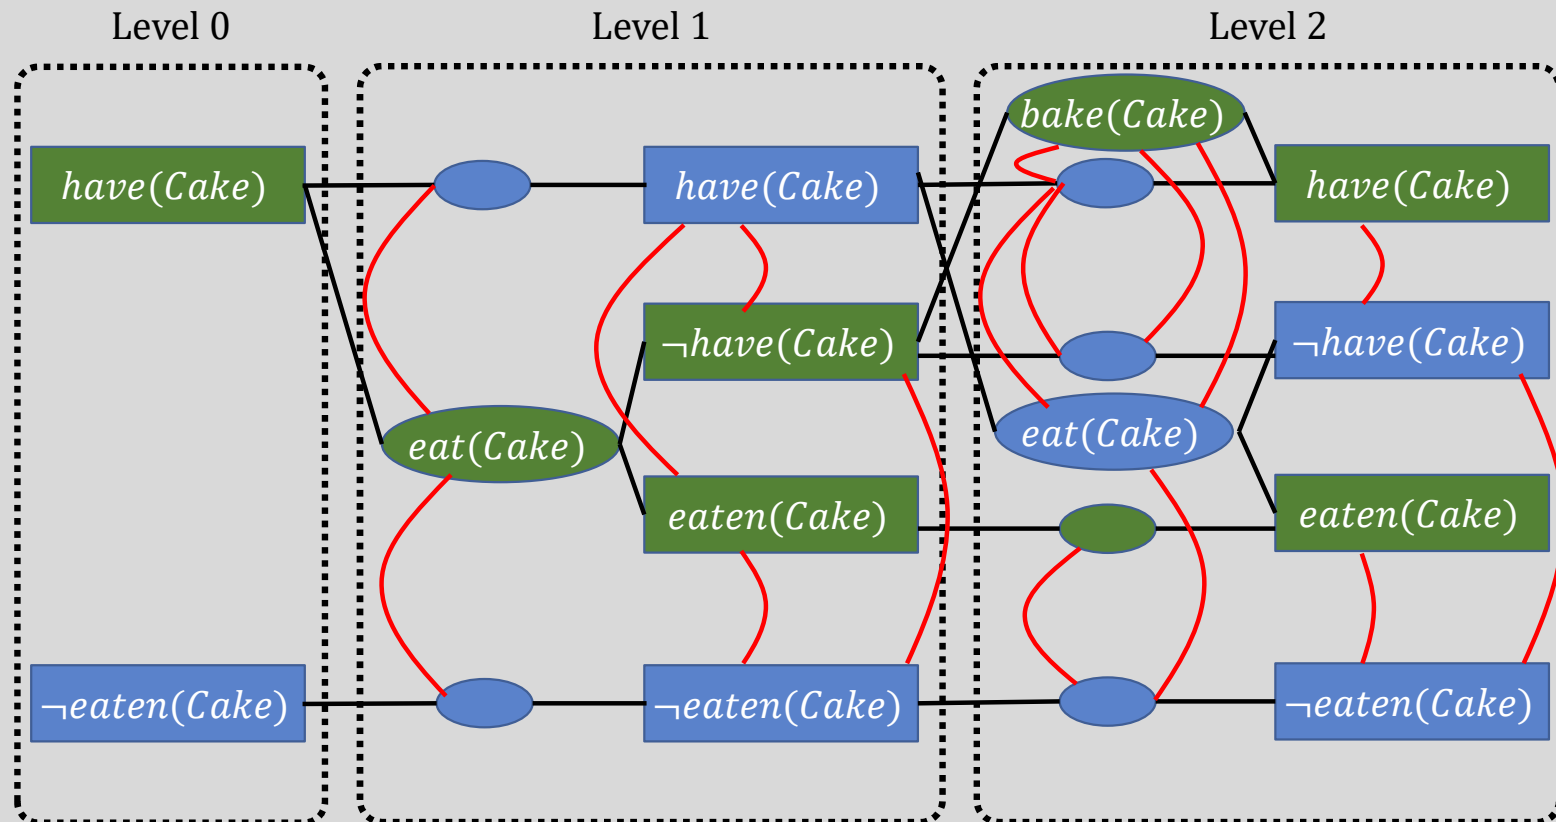 Level 0
have(Cake)
¬eaten(Cake)
Level 1
eat(Cake)
have(Cake)
¬have(Cake)
eaten(Cake)
¬eaten(Cake)
Level 2
bake(Cake)
eat(Cake)
have(Cake)
¬have(Cake)
eaten(Cake)
¬eaten(Cake)